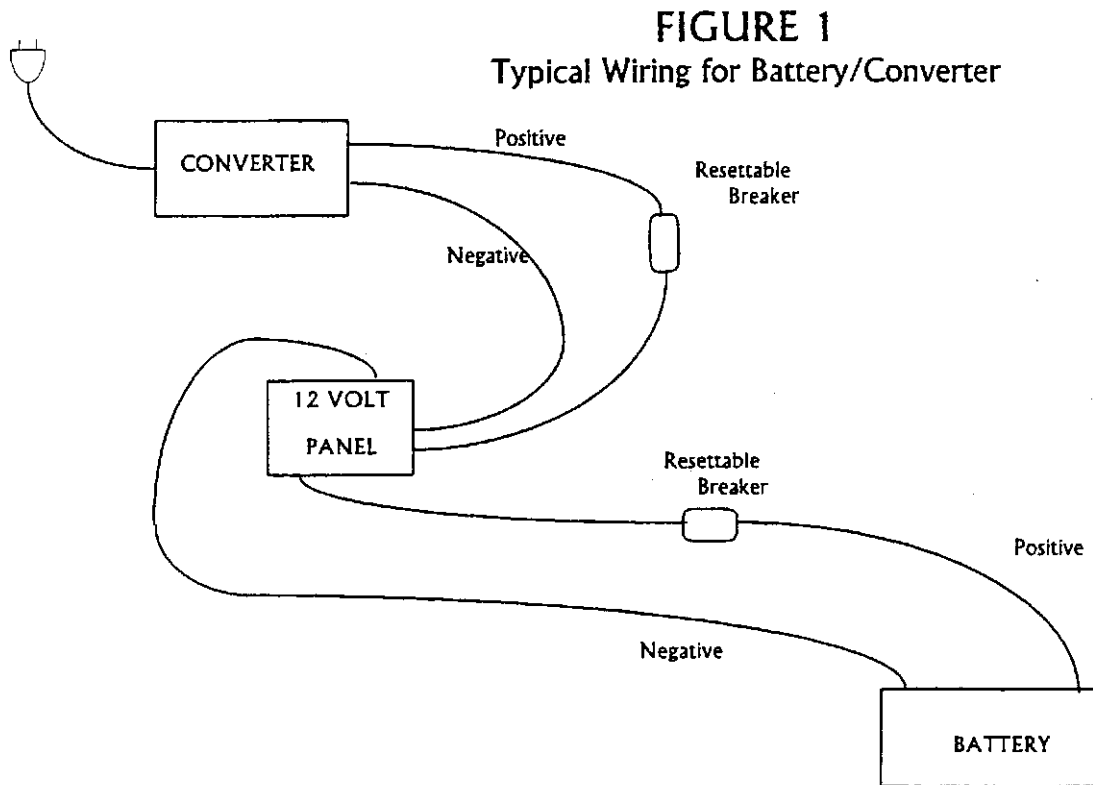 FIGURE 1
Typical Wiring for Battery/Converter
CONVERTER
Positive
Resettable
Breaker
Negative
12 VOLT
PANEL
Resettable
Breaker
Positive
Negative
BATTERY